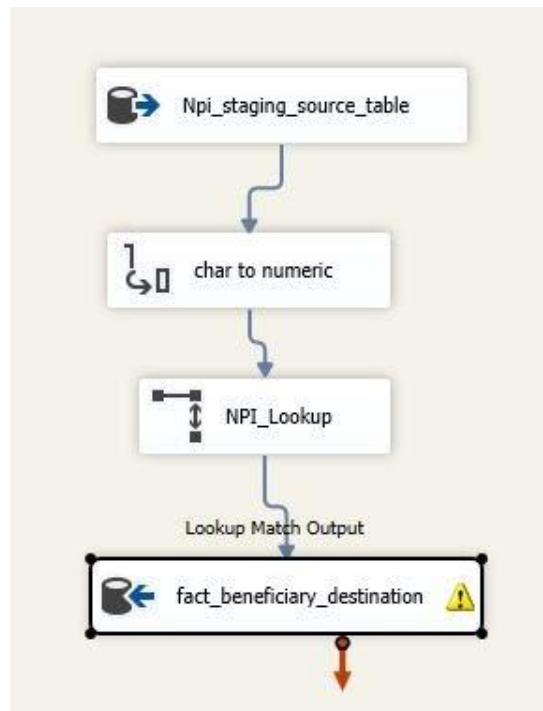 Npi_staging_source_table
char to numeric
NPI_Lookup
Lookup Match Output
fact_beneficiary_destination